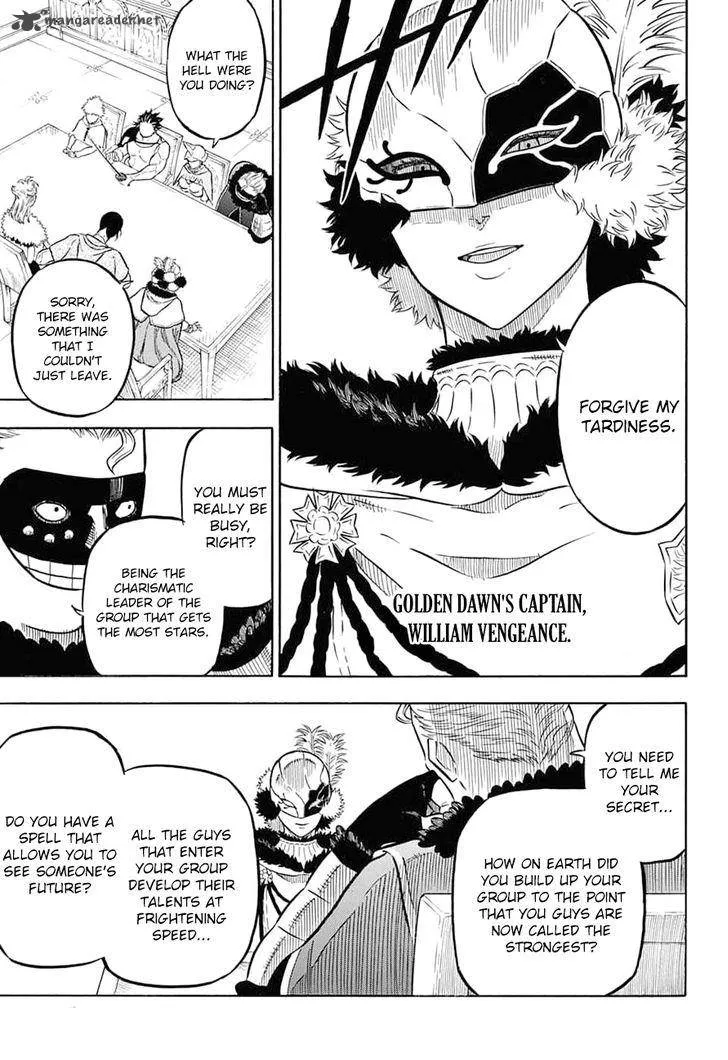 mangareader.net
FORGIVE MY
TARDINESS.
GOLDEN DAWN'S CAPTAIN,
WILLIAM VENGEANCE.
WHAT THE
HELL WERE
YOU DOING?
SORRY,
THERE WAS
SOMETHING
THAT I
COULDN'T
JUST LEAVE.
YOU MUST
REALLY BE
BUSY,
RIGHT?
BEING THE
CHARISMATIC
LEADER OF THE
GROUP THAT GETS
THE MOST STARS.
YOU NEED
TO TELL ME
YOUR
SECRET...
HOW ON EARTH DID
YOU BUILD UP YOUR
GROUP TO THE POINT
THAT YOU GUYS ARE
NOW CALLED THE
STRONGEST?
ALL THE GUYS
THAT ENTER
YOUR GROUP
DEVELOP THEIR
TALENTS AT
FRIGHTENING
SPEED...
DO YOU HAVE A
SPELL THAT
ALLOWS YOU TO
SEE SOMEONE'S
FUTURE?